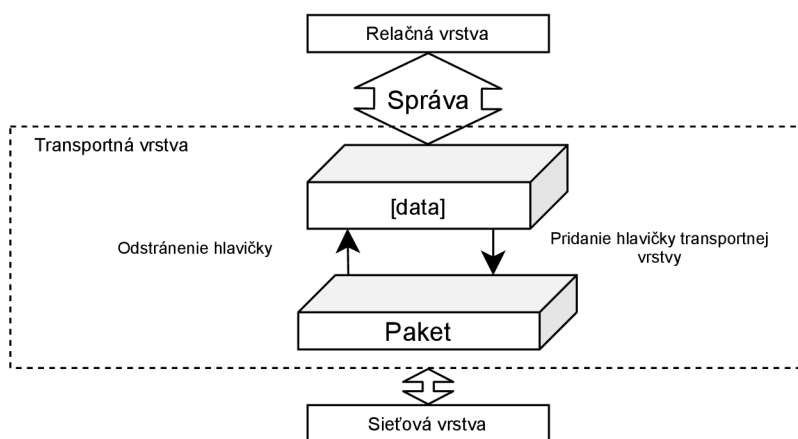 Relačná vrstva
Správa
Transportná vrstva
[data]
Odstránenie hlavičky
Pridanie hlavičky transportnej
vrstvy
Paket
Sieťová vrstva